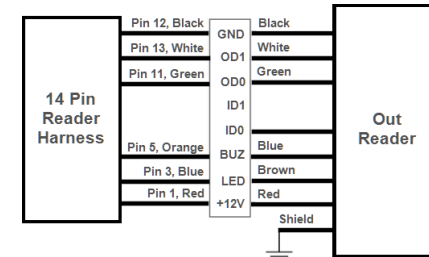 14 Pin
Reader
Harness
Pin 12, Black
Pin 13, White
Pin 11, Green
Pin 5, Orange
Pin 3, Blue
Pin 1, Red
GND
OD1
OD0
ID1
ID0
BUZ
LED
+12V
Black
White
Green
Blue
Brown
Red
Shield
Out
Reader